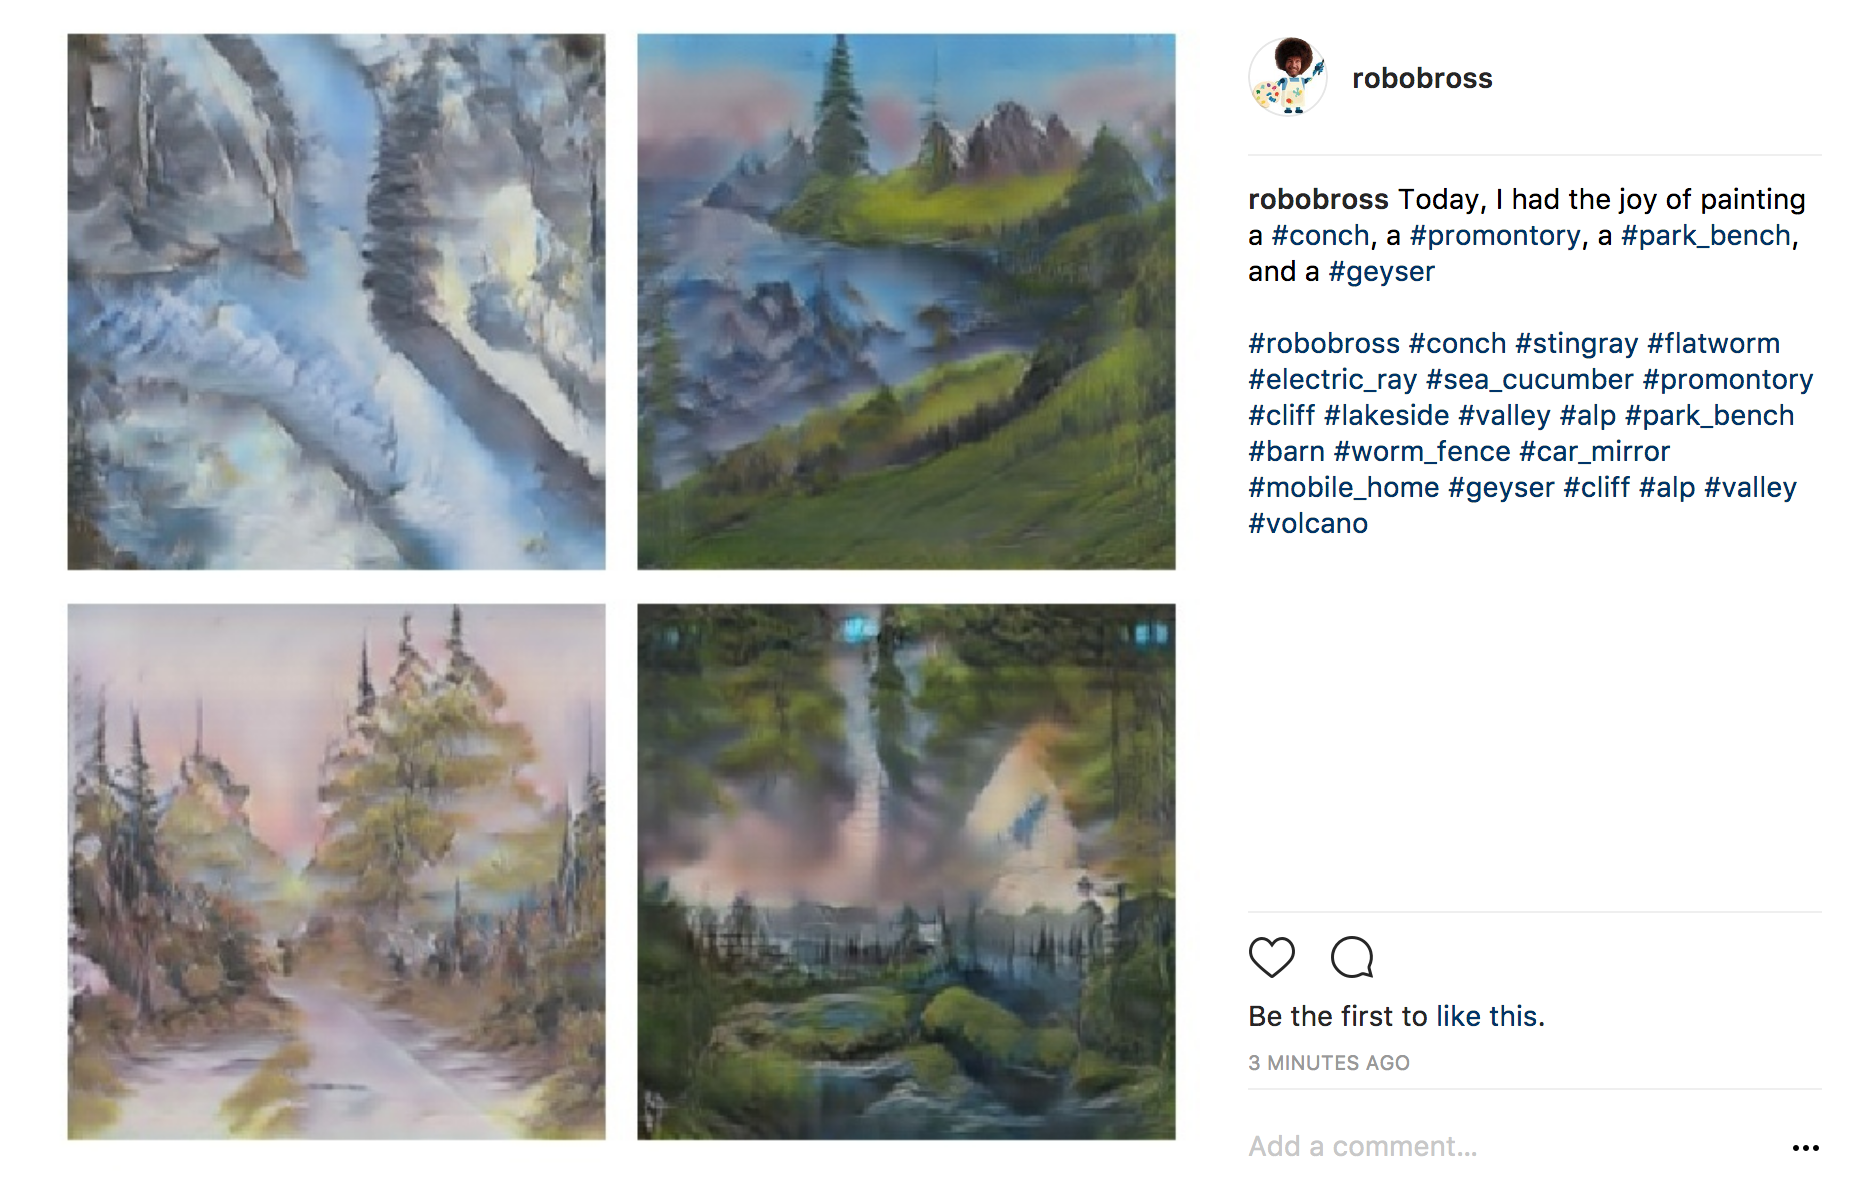 robobross
robobross Today, I had the joy of painting
a #conch, a #promontory, a #park_bench,
and a #geyser
#robobross #conch #stingray #flatworm
#electric_ray #sea_cucumber #promontory
#cliff #lakeside #valley #alp #park_bench
#barn #worm_fence #car_mirror
#mobile_home #geyser #cliff #alp #valley
#volcano
Be the first to like this.
3 MINUTES AGO
Add a comment...